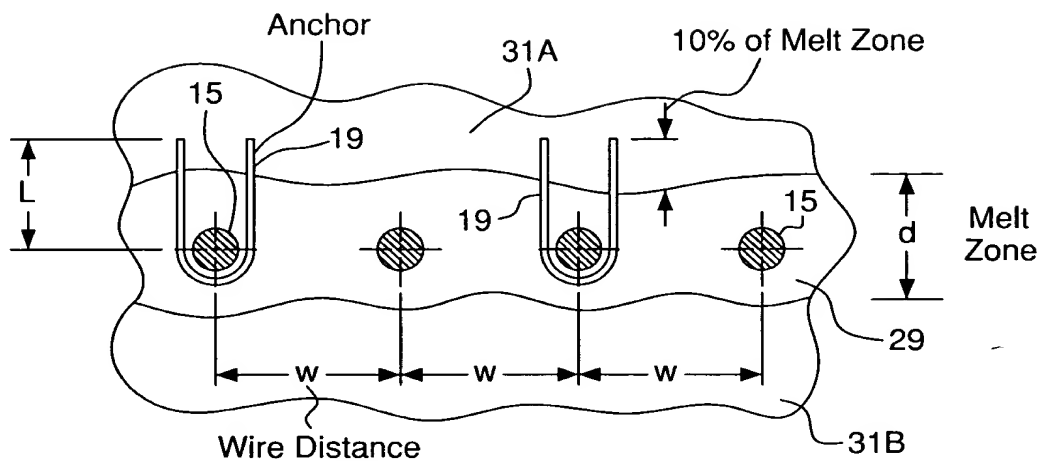 Anchor
10% of Melt Zone
31A
15
19
L
19
15
d
Melt
Zone
29
w
w
w
Wire Distance
31B